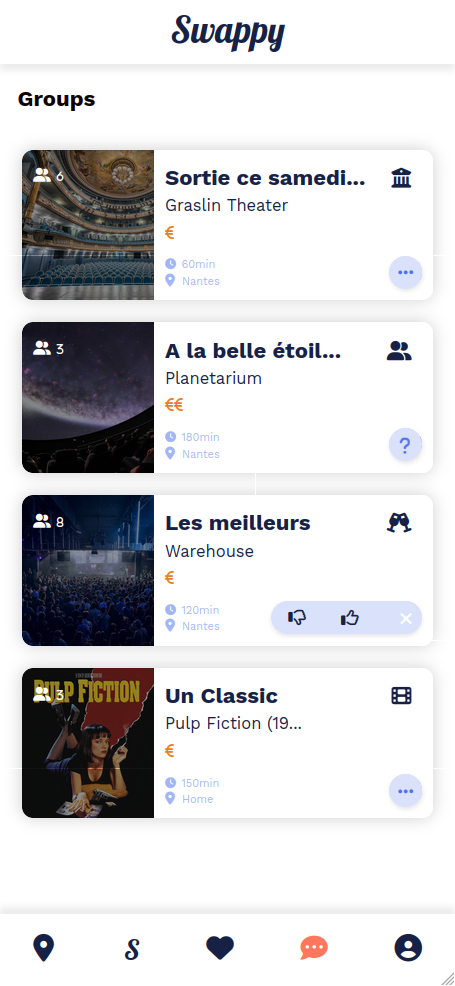 Swappy
Groups
6
Sortie ce samedi...
Graslin Theater
€
60min
Nantes
3
A la belle étoil...
Planetarium
€€
?
180min
Nantes
8
Les meilleurs
Warehouse
€
120min
Nantes
3
PULP FICTION
Un Classic
Pulp Fiction (19...
€
150min
Home
S